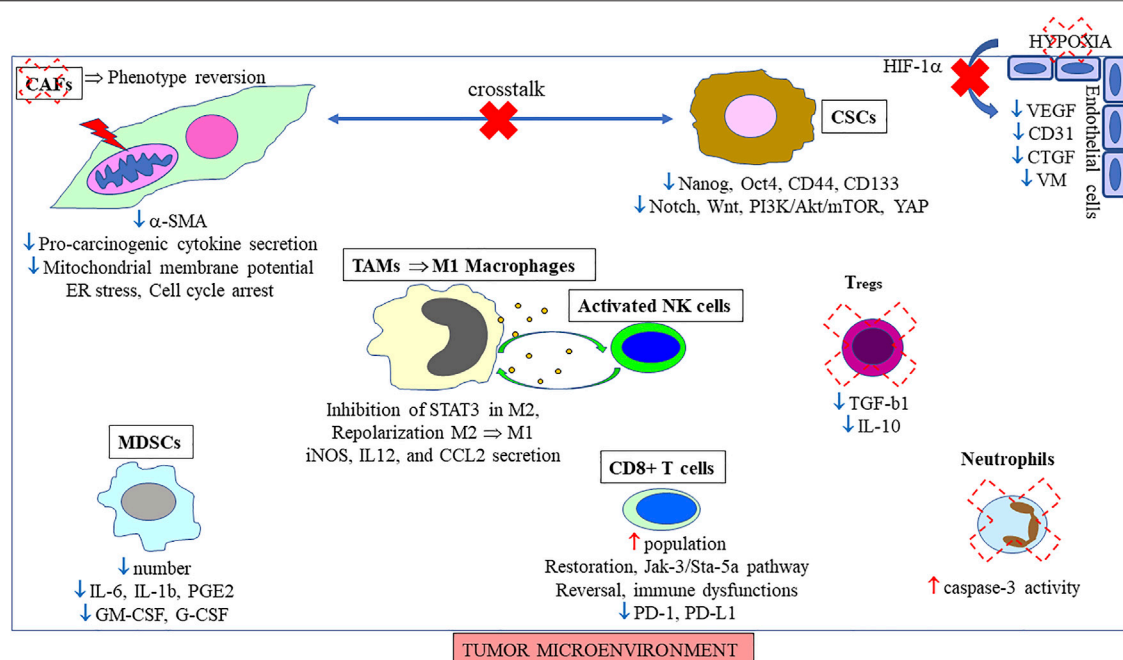 HYPOXIA
HIF-1α
CAFs ⇒ Phenotype reversion
crosstalk
CSCs
Endothelial cells
↓VEGF
↓CD31
↓CTGF
↓VM
↓Nanog, Oct4, CD44, CD133
↓Notch, Wnt, PI3K/Akt/mTOR, YAP
↓α-SMA
↓Pro-carcinogenic cytokine secretion
↓Mitochondrial membrane potential
ER stress, Cell cycle arrest
TAMs ⇒ M1 Macrophages
Activated NK cells
Inhibition of STAT3 in M2,
Repolarization M2 ⇒ M1
iNOS, IL12, and CCL2 secretion
Tregs
↓TGF-b1
↓IL-10
MDSCs
↓number
↓IL-6, IL-1b, PGE2
↓GM-CSF, G-CSF
CD8+ T cells
↑population
Restoration, Jak-3/Sta-5a pathway
Reversal, immune dysfunctions
↓PD-1, PD-L1
Neutrophils
↑caspase-3 activity
TUMOR MICROENVIRONMENT